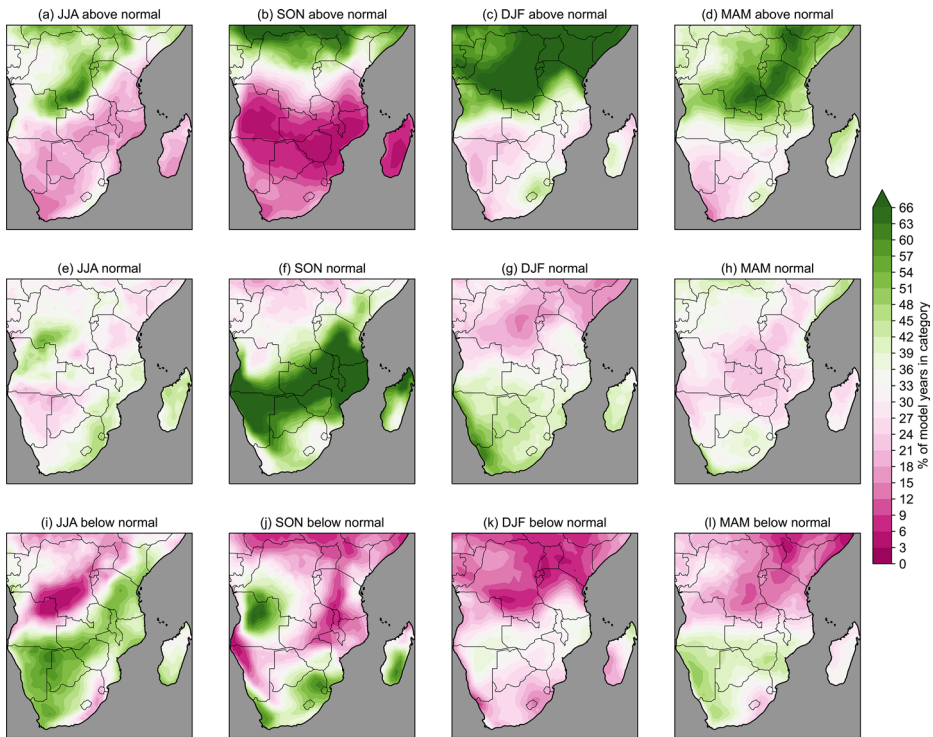 (a) JJA above normal
(b) SON above normal
(c) DJF above normal
(d) MAM above normal
(e) JJA normal
(f) SON normal
(g) DJF normal
(h) MAM normal
(i) JJA below normal
(j) SON below normal
(k) DJF below normal
(l) MAM below normal
66
63
60
57
54
51
48
45
42
39
36
33
30
27
24
21
18
15
12
9
6
3
0
% of model years in category